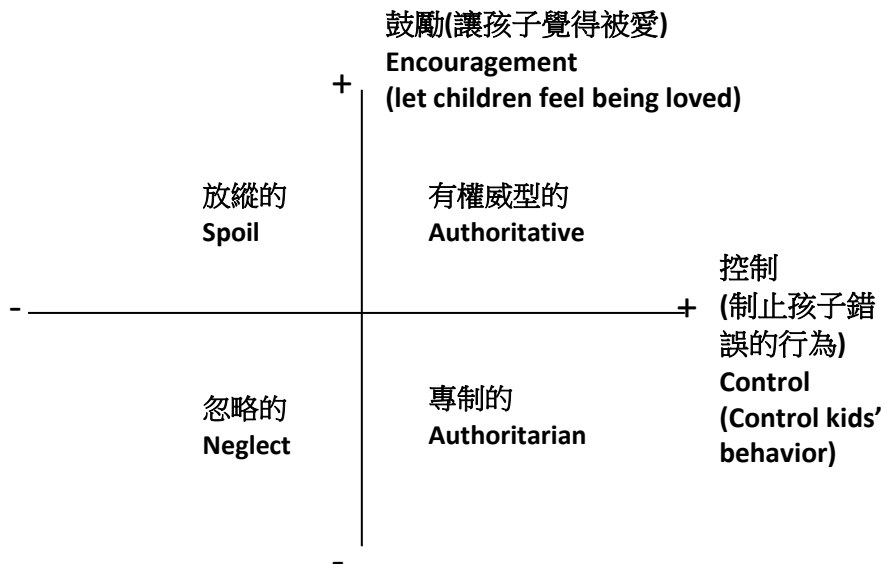 鼓勵(讓孩子覺得被愛)
Encouragement
(let children feel being loved)
+
放縱的
Spoil
有權威型的
Authoritative
-
+
控制
(制止孩子錯
誤的行為)
Control
(Control kids'
behavior)
忽略的
Neglect
專制的
Authoritarian
-